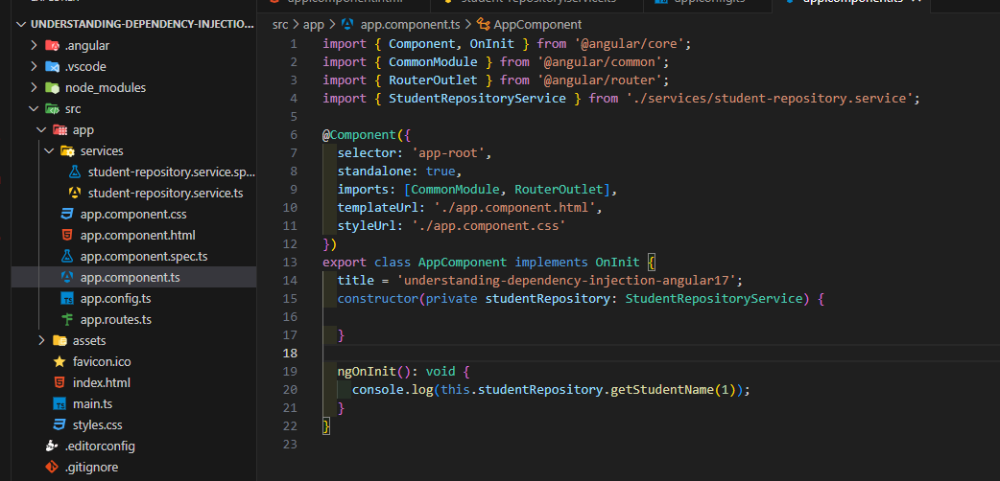 UNDERSTANDING-DEPENDENCY-INJECTIO...
.angular
.vscode
node_modules
src
app
services
student-repository.service.sp...
student-repository.service.ts
app.component.css
app.component.html
app.component.spec.ts
app.component.ts
app.config.ts
app.routes.ts
assets
favicon.ico
index.html
main.ts
styles.css
.editorconfig
.gitignore
src > app > app.component.ts > AppComponent
1 import { Component, OnInit } from '@angular/core';
2 import { CommonModule } from '@angular/common';
3 import { RouterOutlet } from '@angular/router';
4 import { StudentRepositoryService } from './services/student-repository.service';
5
6 @Component({
7 selector: 'app-root',
8 standalone: true,
9 imports: [CommonModule, RouterOutlet],
10 templateUrl: './app.component.html',
11 styleUrl: './app.component.css'
12 })
13 export class AppComponent implements OnInit {
14 title = 'understanding-dependency-injection-angular17';
15 constructor(private studentRepository: StudentRepositoryService) {
16
17 }
18
19 ngOnInit(): void {
20 console.log(this.studentRepository.getStudentName(1));
21 }
22 }
23